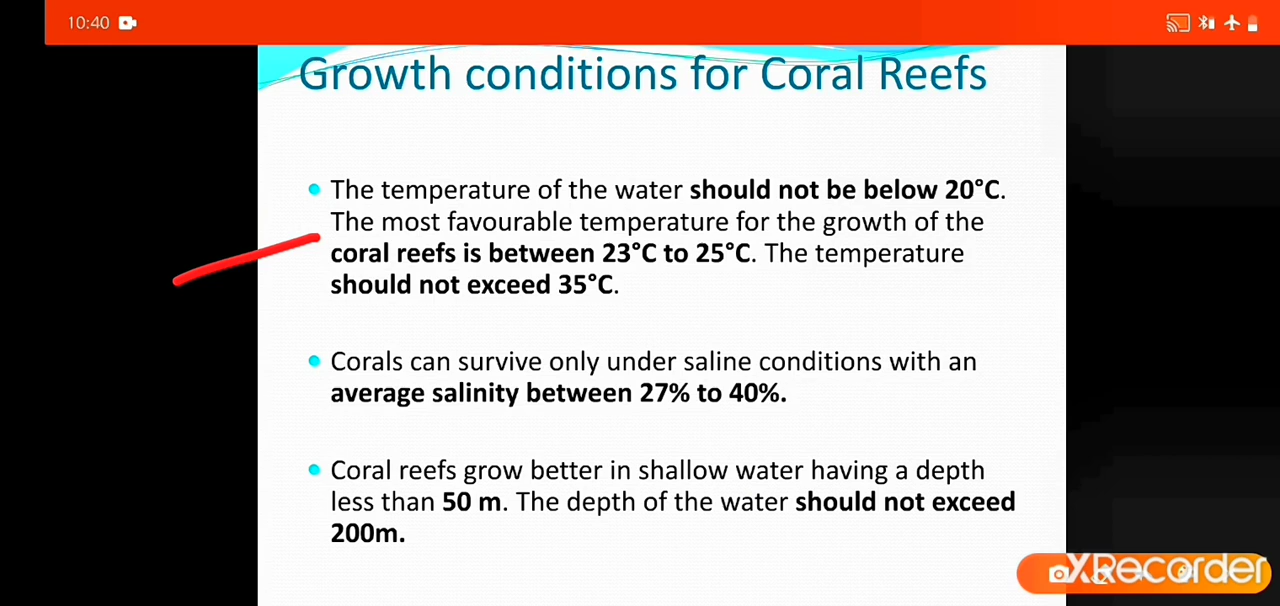 10:40
Growth conditions for Coral Reefs
The temperature of the water should not be below 20°C.
The most favourable temperature for the growth of the
coral reefs is between 23°C to 25°C. The temperature
should not exceed 35°C.
Corals can survive only under saline conditions with an
average salinity between 27% to 40%.
Coral reefs grow better in shallow water having a depth
less than 50 m. The depth of the water should not exceed
200m.
XRecorder